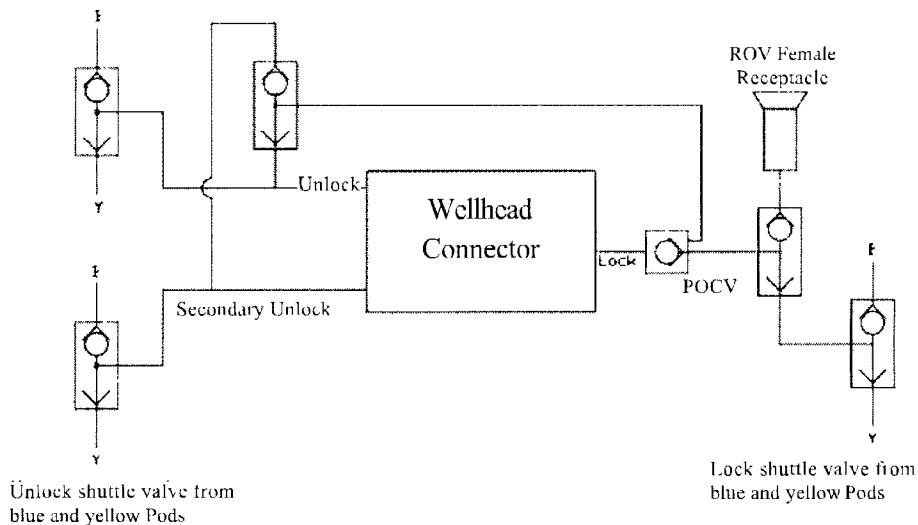 B
ROV Female
Receptacle
Y
Unlock
Wellhead
Connector
Lock
POCV
B
B
Secondary Unlock
Y
Y
Unlock shuttle valve from
blue and yellow Pods
Lock shuttle valve from
blue and yellow Pods